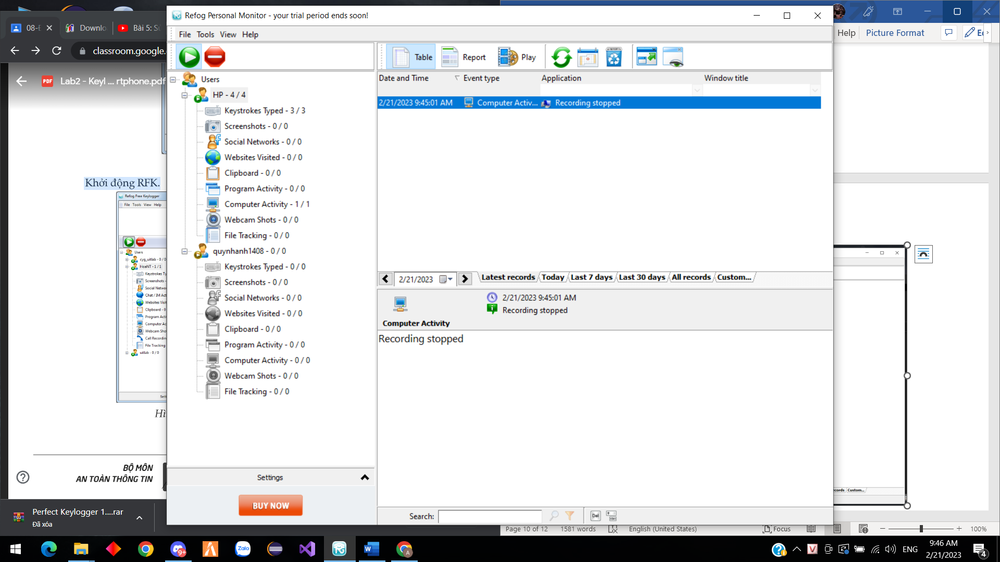 Refog Personal Monitor - your trial period ends soon!
File Tools View Help
Users
HP - 4 / 4
Keystrokes Typed - 3 / 3
Screenshots - 0 / 0
Social Networks - 0 / 0
Websites Visited - 0 / 0
Clipboard - 0 / 0
Program Activity - 0 / 0
Computer Activity - 1 / 1
Webcam Shots - 0 / 0
File Tracking - 0 / 0
quynhanh1408 - 0 / 0
Keystrokes Typed - 0 / 0
Screenshots - 0 / 0
Social Networks - 0 / 0
Websites Visited - 0 / 0
Clipboard - 0 / 0
Program Activity - 0 / 0
Computer Activity - 0 / 0
Webcam Shots - 0 / 0
File Tracking - 0 / 0
Settings
BUY NOW
Table Report Play
Date and Time Event type Application Window title
2/21/2023 9:45:01 AM Computer Activ... Recording stopped
2/21/2023 Latest records Today Last 7 days Last 30 days All records Custom...
2/21/2023 9:45:01 AM
Recording stopped
Computer Activity
Recording stopped
Search: Del
08-E Downlo Bài 5: Sử
classroom.google.
PDF Lab2 - Keyl ... rtphone.pdf
Khởi động RFK.
Refog Free Keylogger
File Tools View Help
Users
cyg_uitlab - 0 / 0
HoaNT - 1 / 1
Keystrokes Ty
Screenshots -
Social Netwo
Chat / IM Act
Websites Visi
Clipboard - 0
Program Acti
Computer Ac
Webcam Sho
Call Recordin
File Tracking
uitlab - 0 / 0
Sett
Hì
BỘ MÔN
AN TOÀN THÔNG TIN
Perfect Keylogger 1....rar
Đã xóa
Help Picture Format
cords Custom...
Page 10 of 12 1581 words English (United States) Focus 100%
9+ Zalo A V ENG
9:46 AM
2/21/2023
4